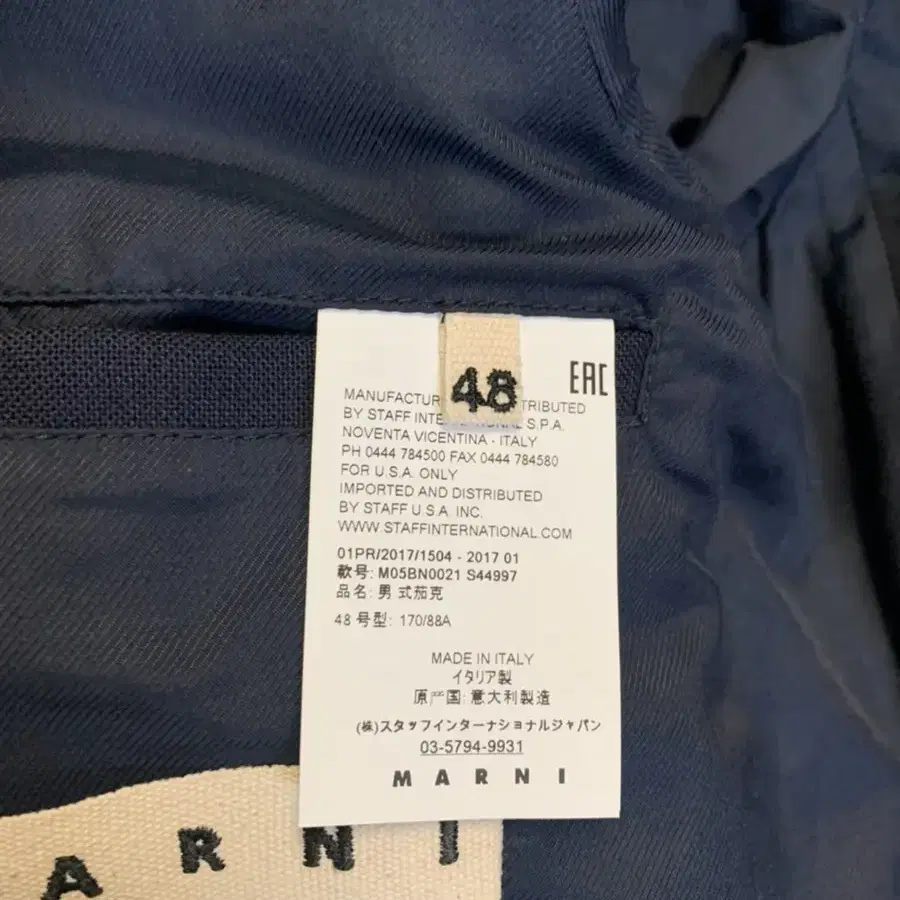 48
EAC
MANUFACTUR TRIBUTED
BY STAFF INTE NAL S.P.A.
NOVENTA VICENTINA - ITALY
PH 0444 784500 FAX 0444 784580
FOR U.S.A. ONLY
IMPORTED AND DISTRIBUTED
BY STAFF U.S.A. INC.
WWW.STAFFINTERNATIONAL.COM
01PR/2017/1504 - 2017 01
款号: M05BN0021 S44997
品名: 男 式茄克
48 号型: 170/88A
MADE IN ITALY
イタリア製
原产国: 意大利製造
(株)スタッフインターナショナルジャパン
03-5794-9931
MARNI
ARNI